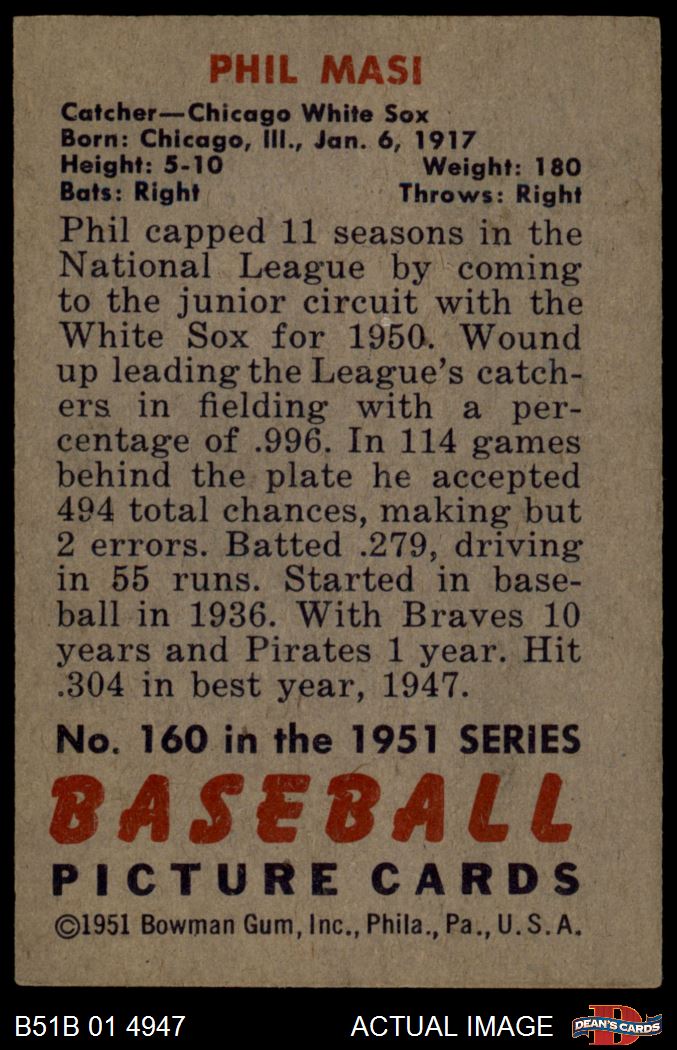 PHIL MASI
Catcher—Chicago White Sox
Born: Chicago, Ill., Jan. 6, 1917
Height: 5-10 Weight: 180
Bats: Right Throws: Right
Phil capped 11 seasons in the
National League by coming
to the junior circuit with the
White Sox for 1950. Wound
up leading the League's catch-
ers in fielding with a per-
centage of .996. In 114 games
behind the plate he accepted
494 total chances, making but
2 errors. Batted .279, driving
in 55 runs. Started in base-
ball in 1936. With Braves 10
years and Pirates 1 year. Hit
.304 in best year, 1947.
No. 160 in the 1951 SERIES
BASEBALL
PICTURE CARDS
©1951 Bowman Gum, Inc., Phila., Pa., U.S.A.
B51B 01 4947 ACTUAL IMAGE
D
DEAN'S CARDS